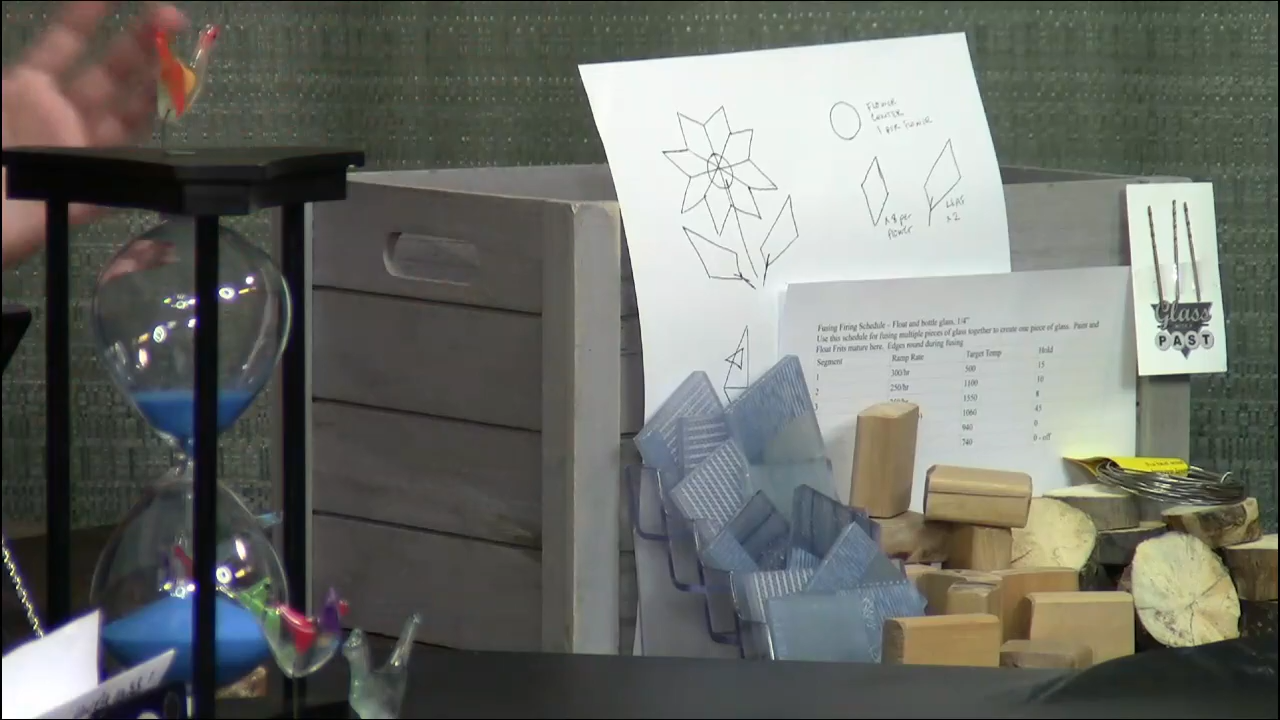 FLOWER
CENTER
1 PER FLOWER
x 8 per
FLOWER
x2
Fusing Firing Schedule - Float and bottle glass, 1/4"
Use this schedule for fusing multiple pieces of glass together to create one piece of glass. Paint and
Float Frits mature here. Edges round during fusing
Segment Ramp Rate Target Temp Hold
1 300/hr 500 15
2 250/hr 1100 10
1350 8
1060 45
940 0
740 0 - off
Glass
WITH A
PAST